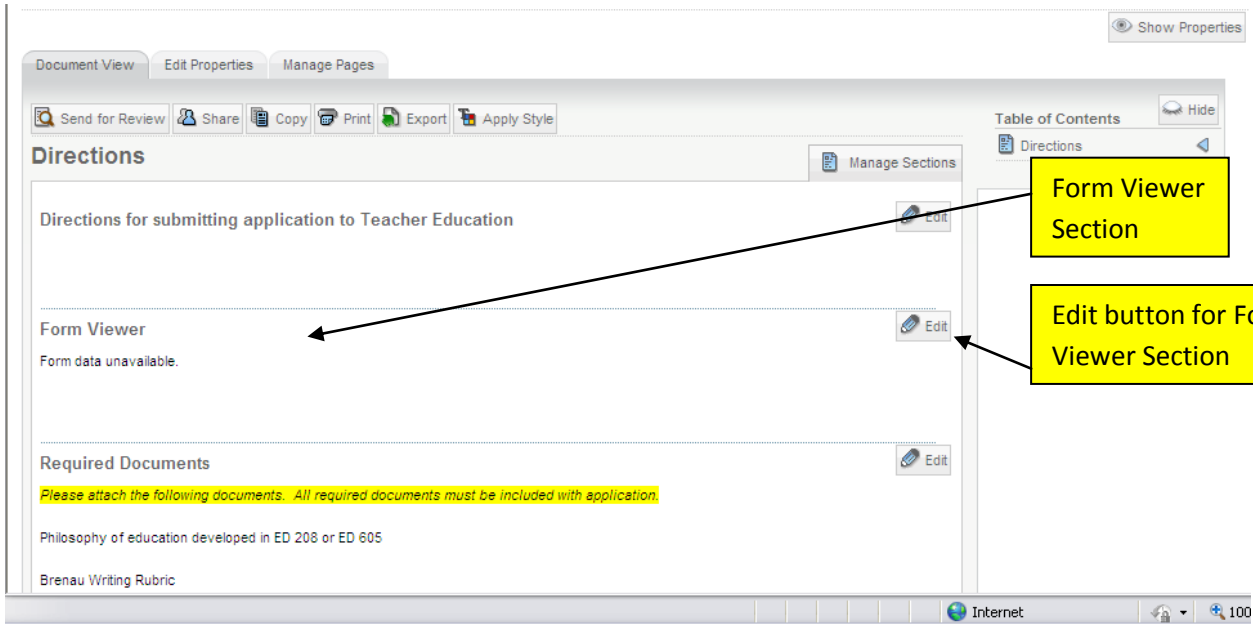 Show Properties
Document View Edit Properties Manage Pages
Send for Review Share Copy Print Export Apply Style
Hide
Table of Contents
Directions
Directions
Manage Sections
Directions for submitting application to Teacher Education
Edit
Form Viewer
Section
Form Viewer
Edit
Form data unavailable.
Edit button for Fo
Viewer Section
Required Documents
Edit
Please attach the following documents. All required documents must be included with application.
Philosophy of education developed in ED 208 or ED 605
Brenau Writing Rubric
Internet
100